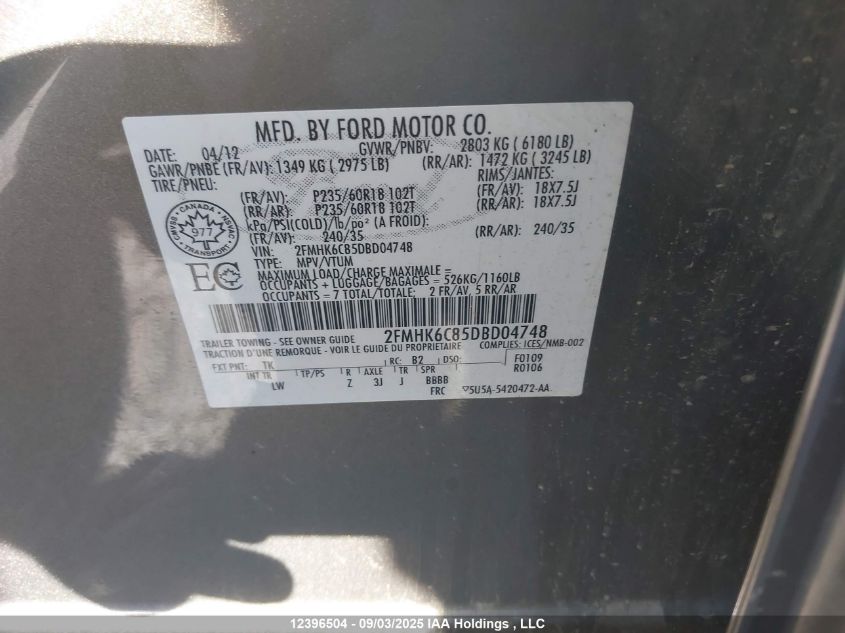 MFD. BY FORD MOTOR CO.
DATE: 04/12 GVWR/PNBV: 2803 KG ( 6180 LB)
GAWR/PNBE (FR/AV): 1349 KG ( 2975 LB) (RR/AR): 1472 KG ( 3245 LB)
TIRE/PNEU: RIMS/JANTES:
(FR/AV): P235/60R18 102T (FR/AV): 18X7.5J
(RR/AR): P235/60R18 102T (RR/AR): 18X7.5J
kPa/PSI(COLD)/lb/po² (A FROID):
(FR/AV): 240/35 (RR/AR): 240/35
VIN: 2FMHK6C85DBD04748
TYPE: MPV/VTUM
MAXIMUM LOAD/CHARGE MAXIMALE =
OCCUPANTS + LUGGAGE/BAGAGES = 526KG/1160LB
OCCUPANTS = 7 TOTAL/TOTALE: 2 FR/AV, 5 RR/AR
CANADA
NSVAC
977
SVAMC
TRANSPORT
EC
2FMHK6C85DBD04748
TRAILER TOWING - SEE OWNER GUIDE
TRACTION D'UNE REMORQUE - VOIR LE GUIDE DU PROPRIETAIRE COMPLIES: ICES/NMB-002
EXT PNT: TK RC: B2 DSO: F0109
INT TR TP/PS R AXLE TR SPR R0106
LW Z 3J J BBBB
FRC 5U5A-5420472-AA
12396504 - 09/03/2025 IAA Holdings , LLC